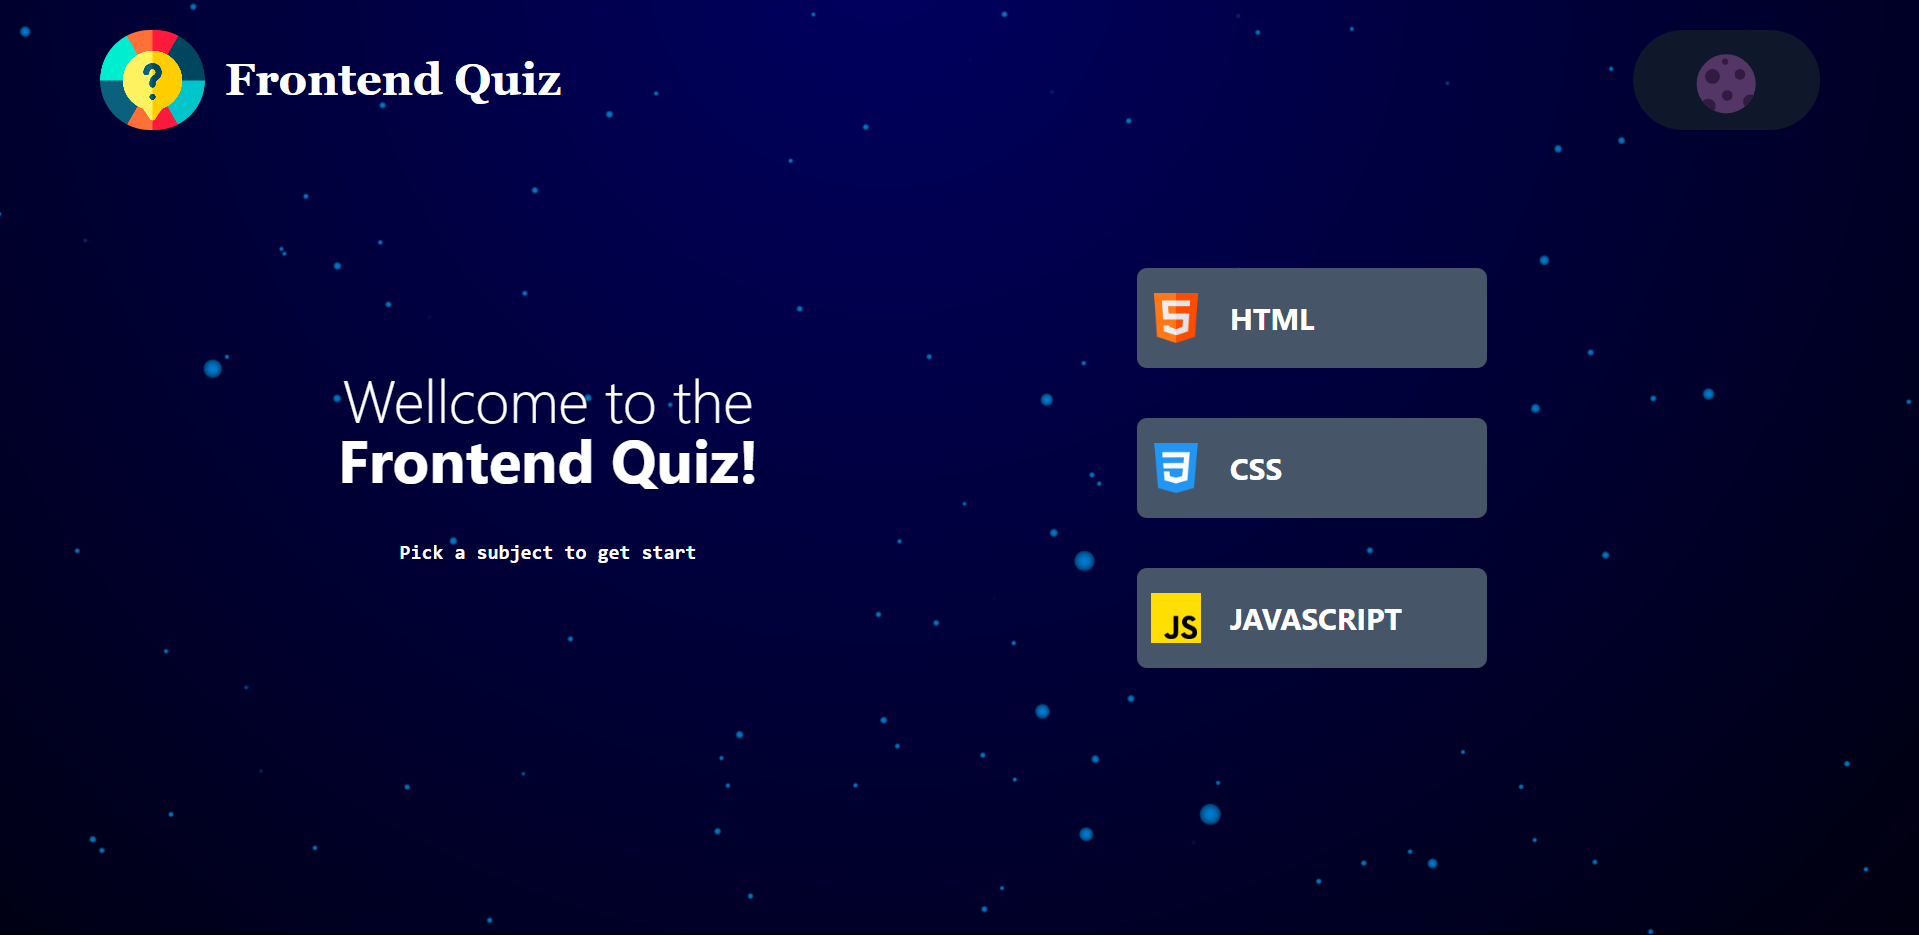 Frontend Quiz
Wellcome to the
Frontend Quiz!
Pick a subject to get start
HTML
CSS
JS JAVASCRIPT